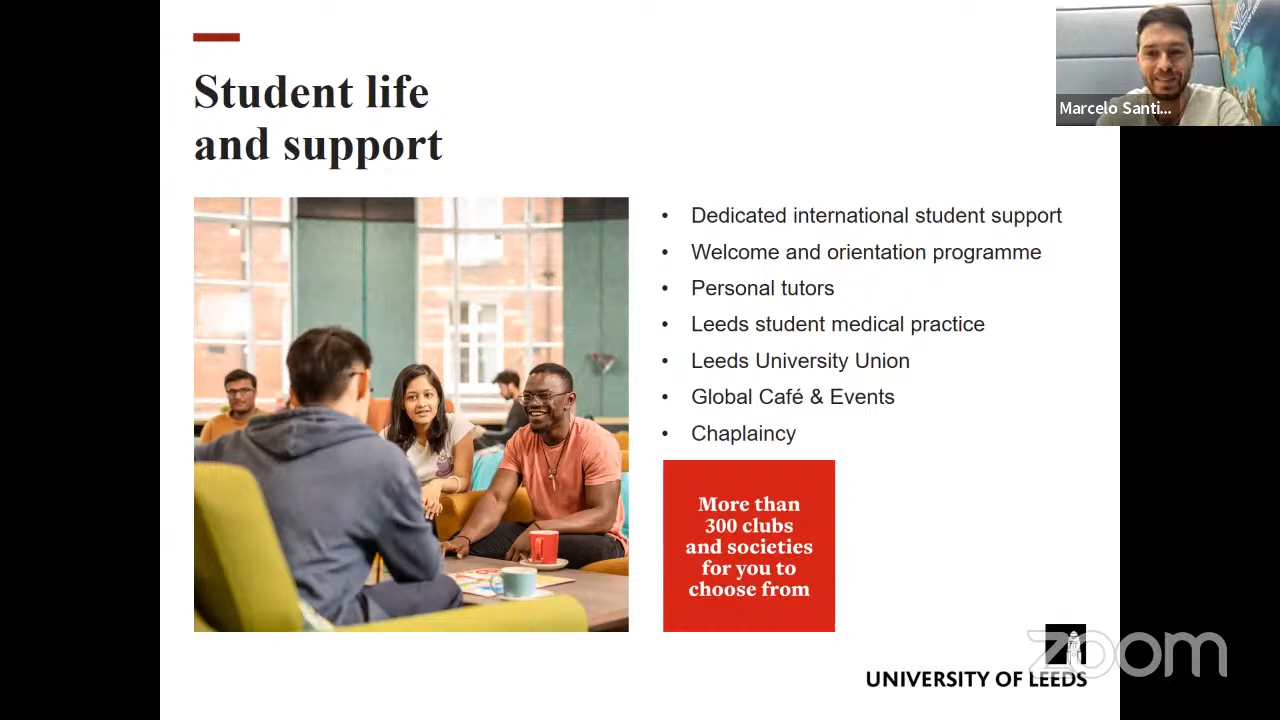 Student life
and support
Marcelo Santi...
• Dedicated international student support
• Welcome and orientation programme
• Personal tutors
• Leeds student medical practice
• Leeds University Union
• Global Café & Events
• Chaplaincy
More than
300 clubs
and societies
for you to
choose from
zoom
UNIVERSITY OF LEEDS